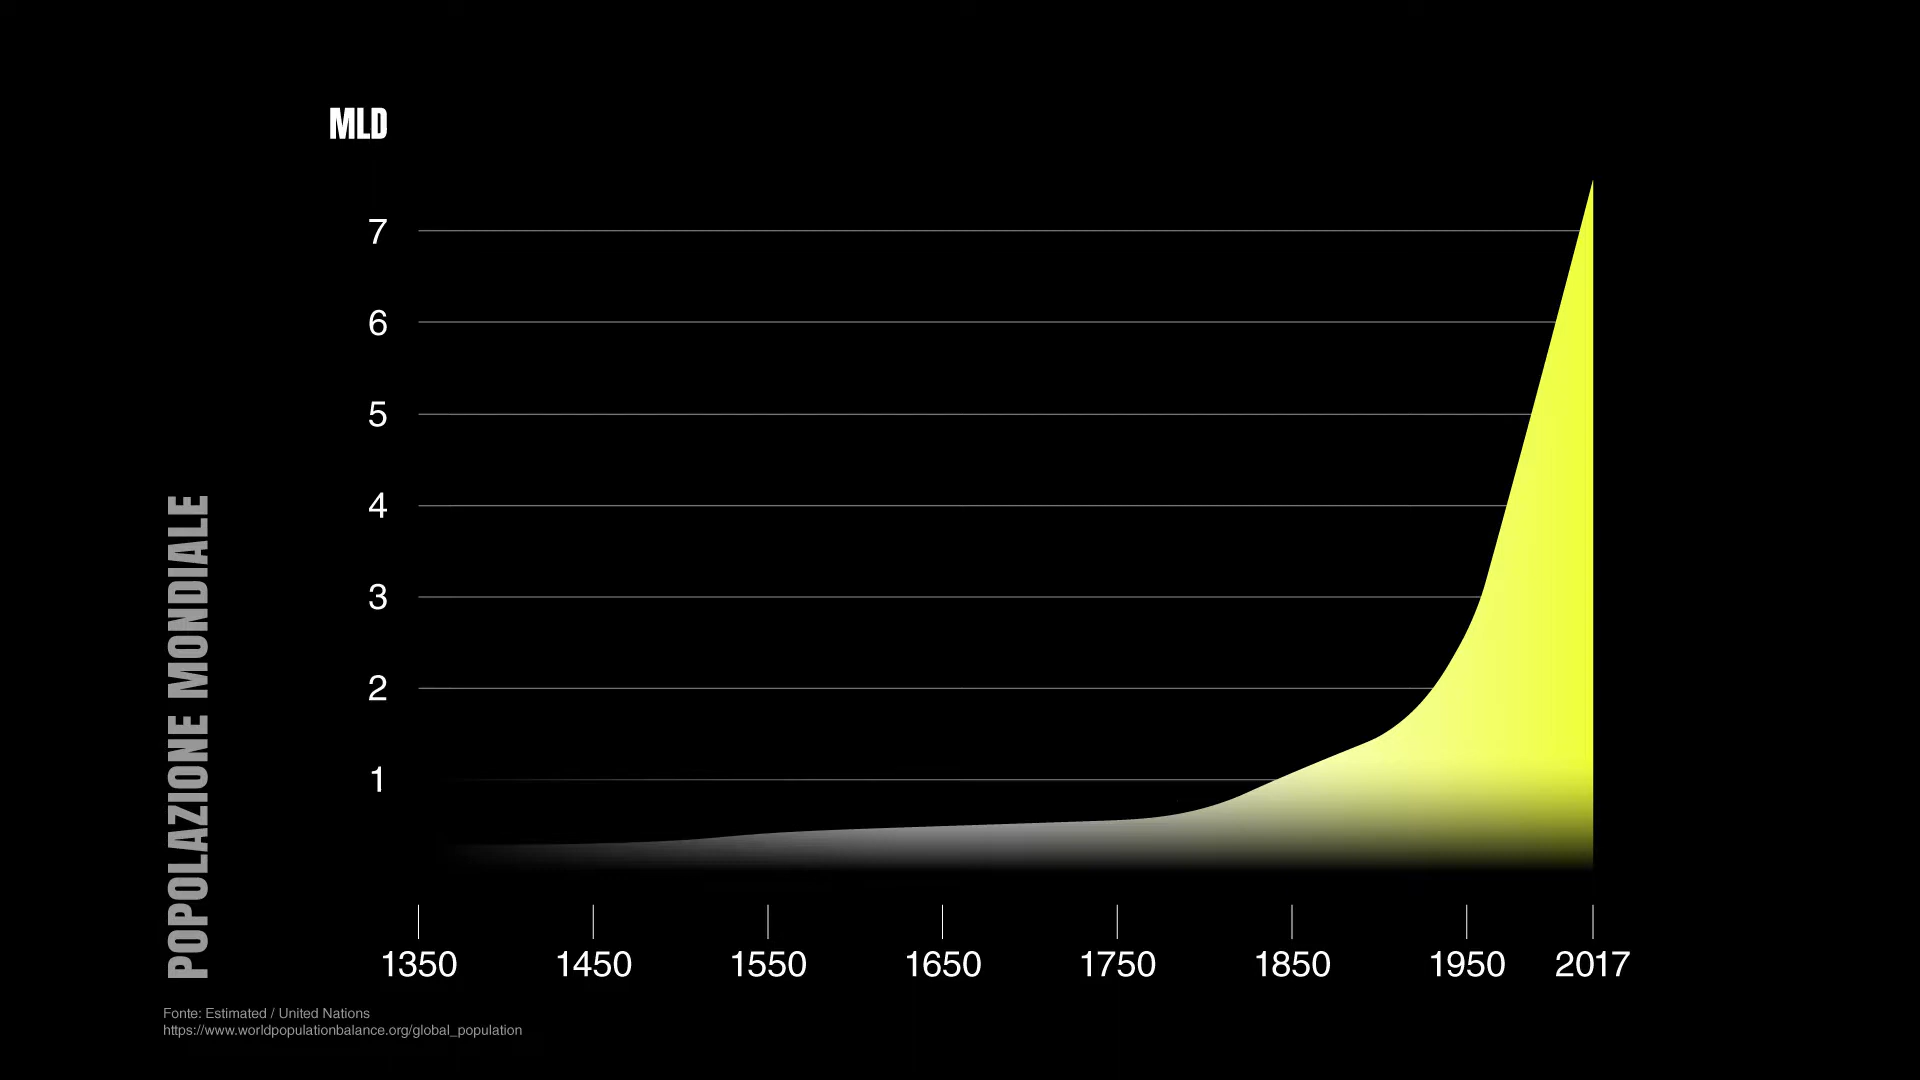 MLD
7
6
5
4
3
2
1
POPOLAZIONE MONDIALE
1350 1450 1550 1650 1750 1850 1950 2017
Fonte: Estimated / United Nations
https://www.worldpopulationbalance.org/global_population